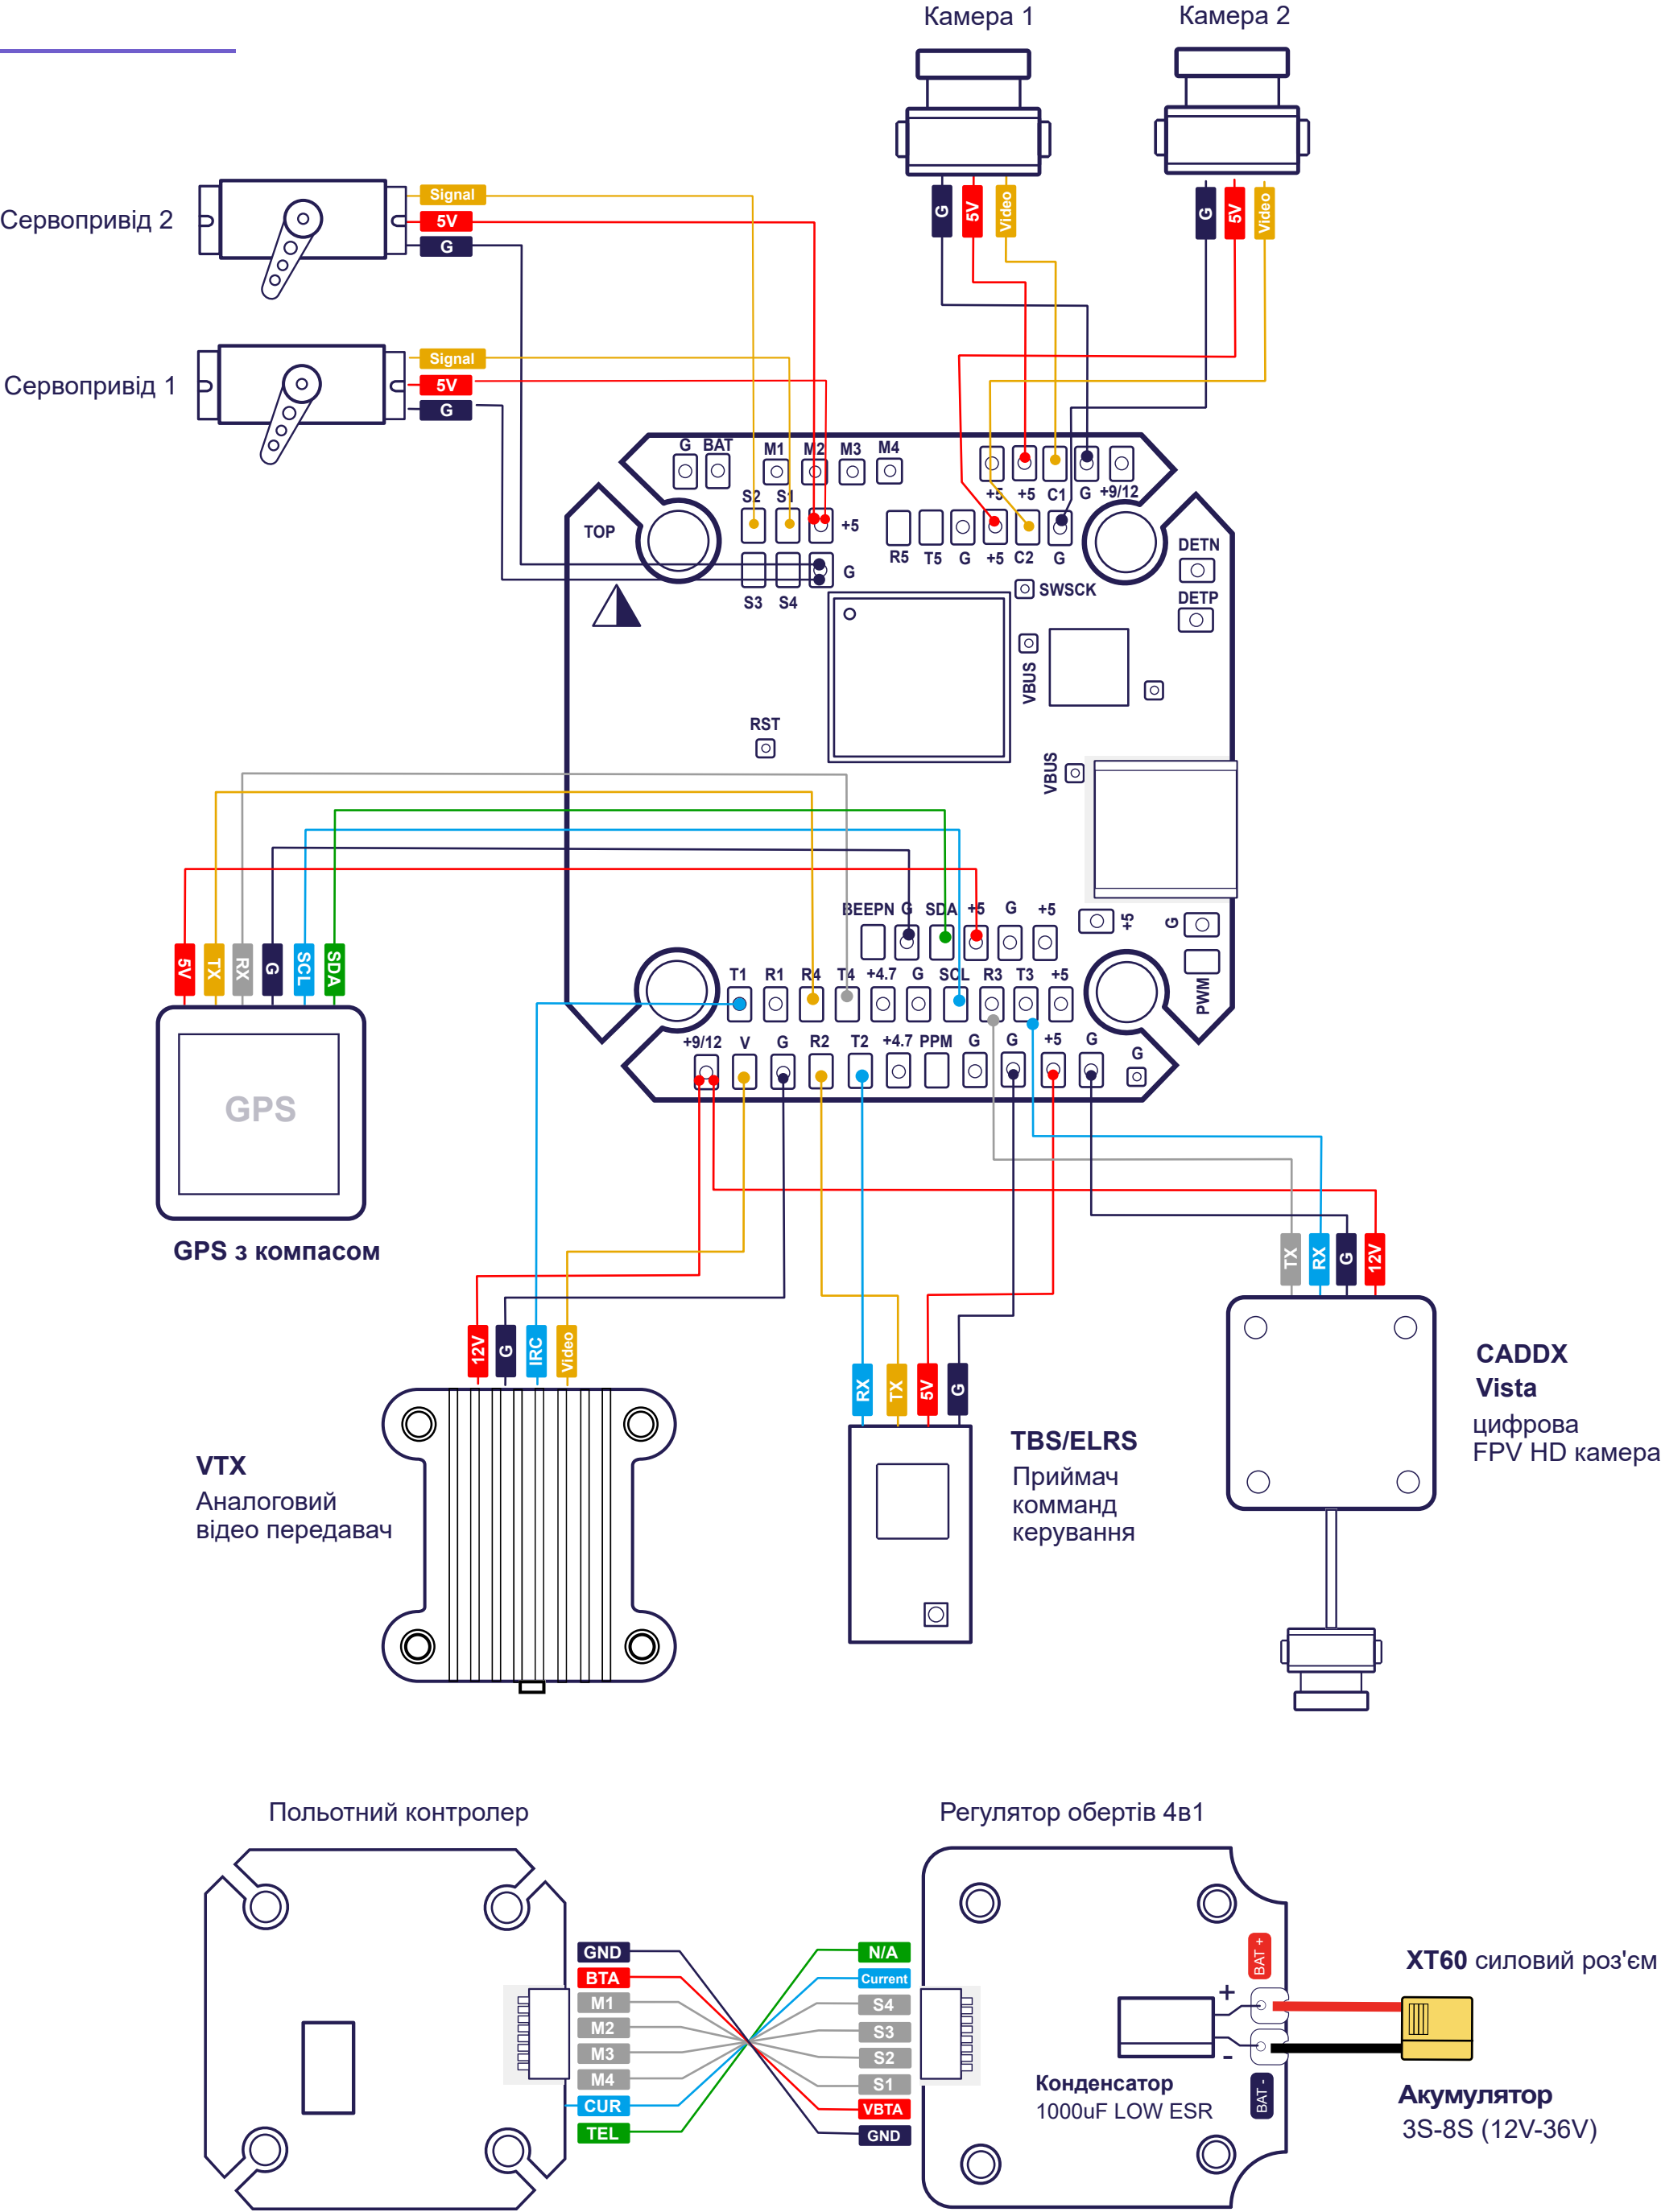 Камера 1
Камера 2
G
5V
Video
G
5V
Video
Сервопривід 2
Signal
5V
G
Сервопривід 1
Signal
5V
G
G BAT M1 M2 M3 M4
+5 +5 C1 G +9/12
S2 S1 +5
TOP
R5 T5 G +5 C2 G
DETN
G
S3 S4
SWSCK
DETP
VBUS
RST
VBUS
BEEPN G SDA +5 G +5
+5
G
PWM
T1 R1 R4 T4 +4.7 G SCL R3 T3 +5
+9/12 V G R2 T2 +4.7 PPM G G +5 G
G
5V
TX
RX
G
SCL
SDA
GPS
GPS з компасом
TX
RX
G
12V
12V
G
IRC
Video
RX
TX
5V
G
CADDX
Vista
цифрова
FPV HD камера
VTX
Аналоговий
відео передавач
TBS/ELRS
Приймач
комманд
керування
Польотний контролер
Регулятор обертів 4в1
GND
BTA
M1
M2
M3
M4
CUR
TEL
N/A
Current
S4
S3
S2
S1
VBTA
GND
BAT +
+
-
BAT -
Конденсатор
1000uF LOW ESR
XT60 силовий роз'єм
Акумулятор
3S-8S (12V-36V)